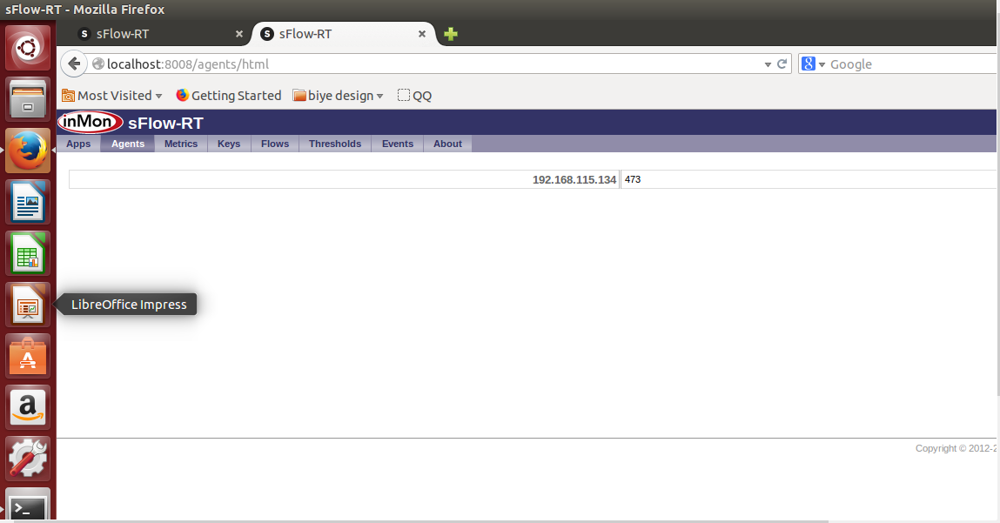 sFlow-RT - Mozilla Firefox
S sFlow-RT × S sFlow-RT ×
localhost:8008/agents/html 8 Google
Most Visited Getting Started biye design QQ
inMon sFlow-RT
Apps Agents Metrics Keys Flows Thresholds Events About
192.168.115.134 473
LibreOffice Impress
A
a
>_
Copyright © 2012-2